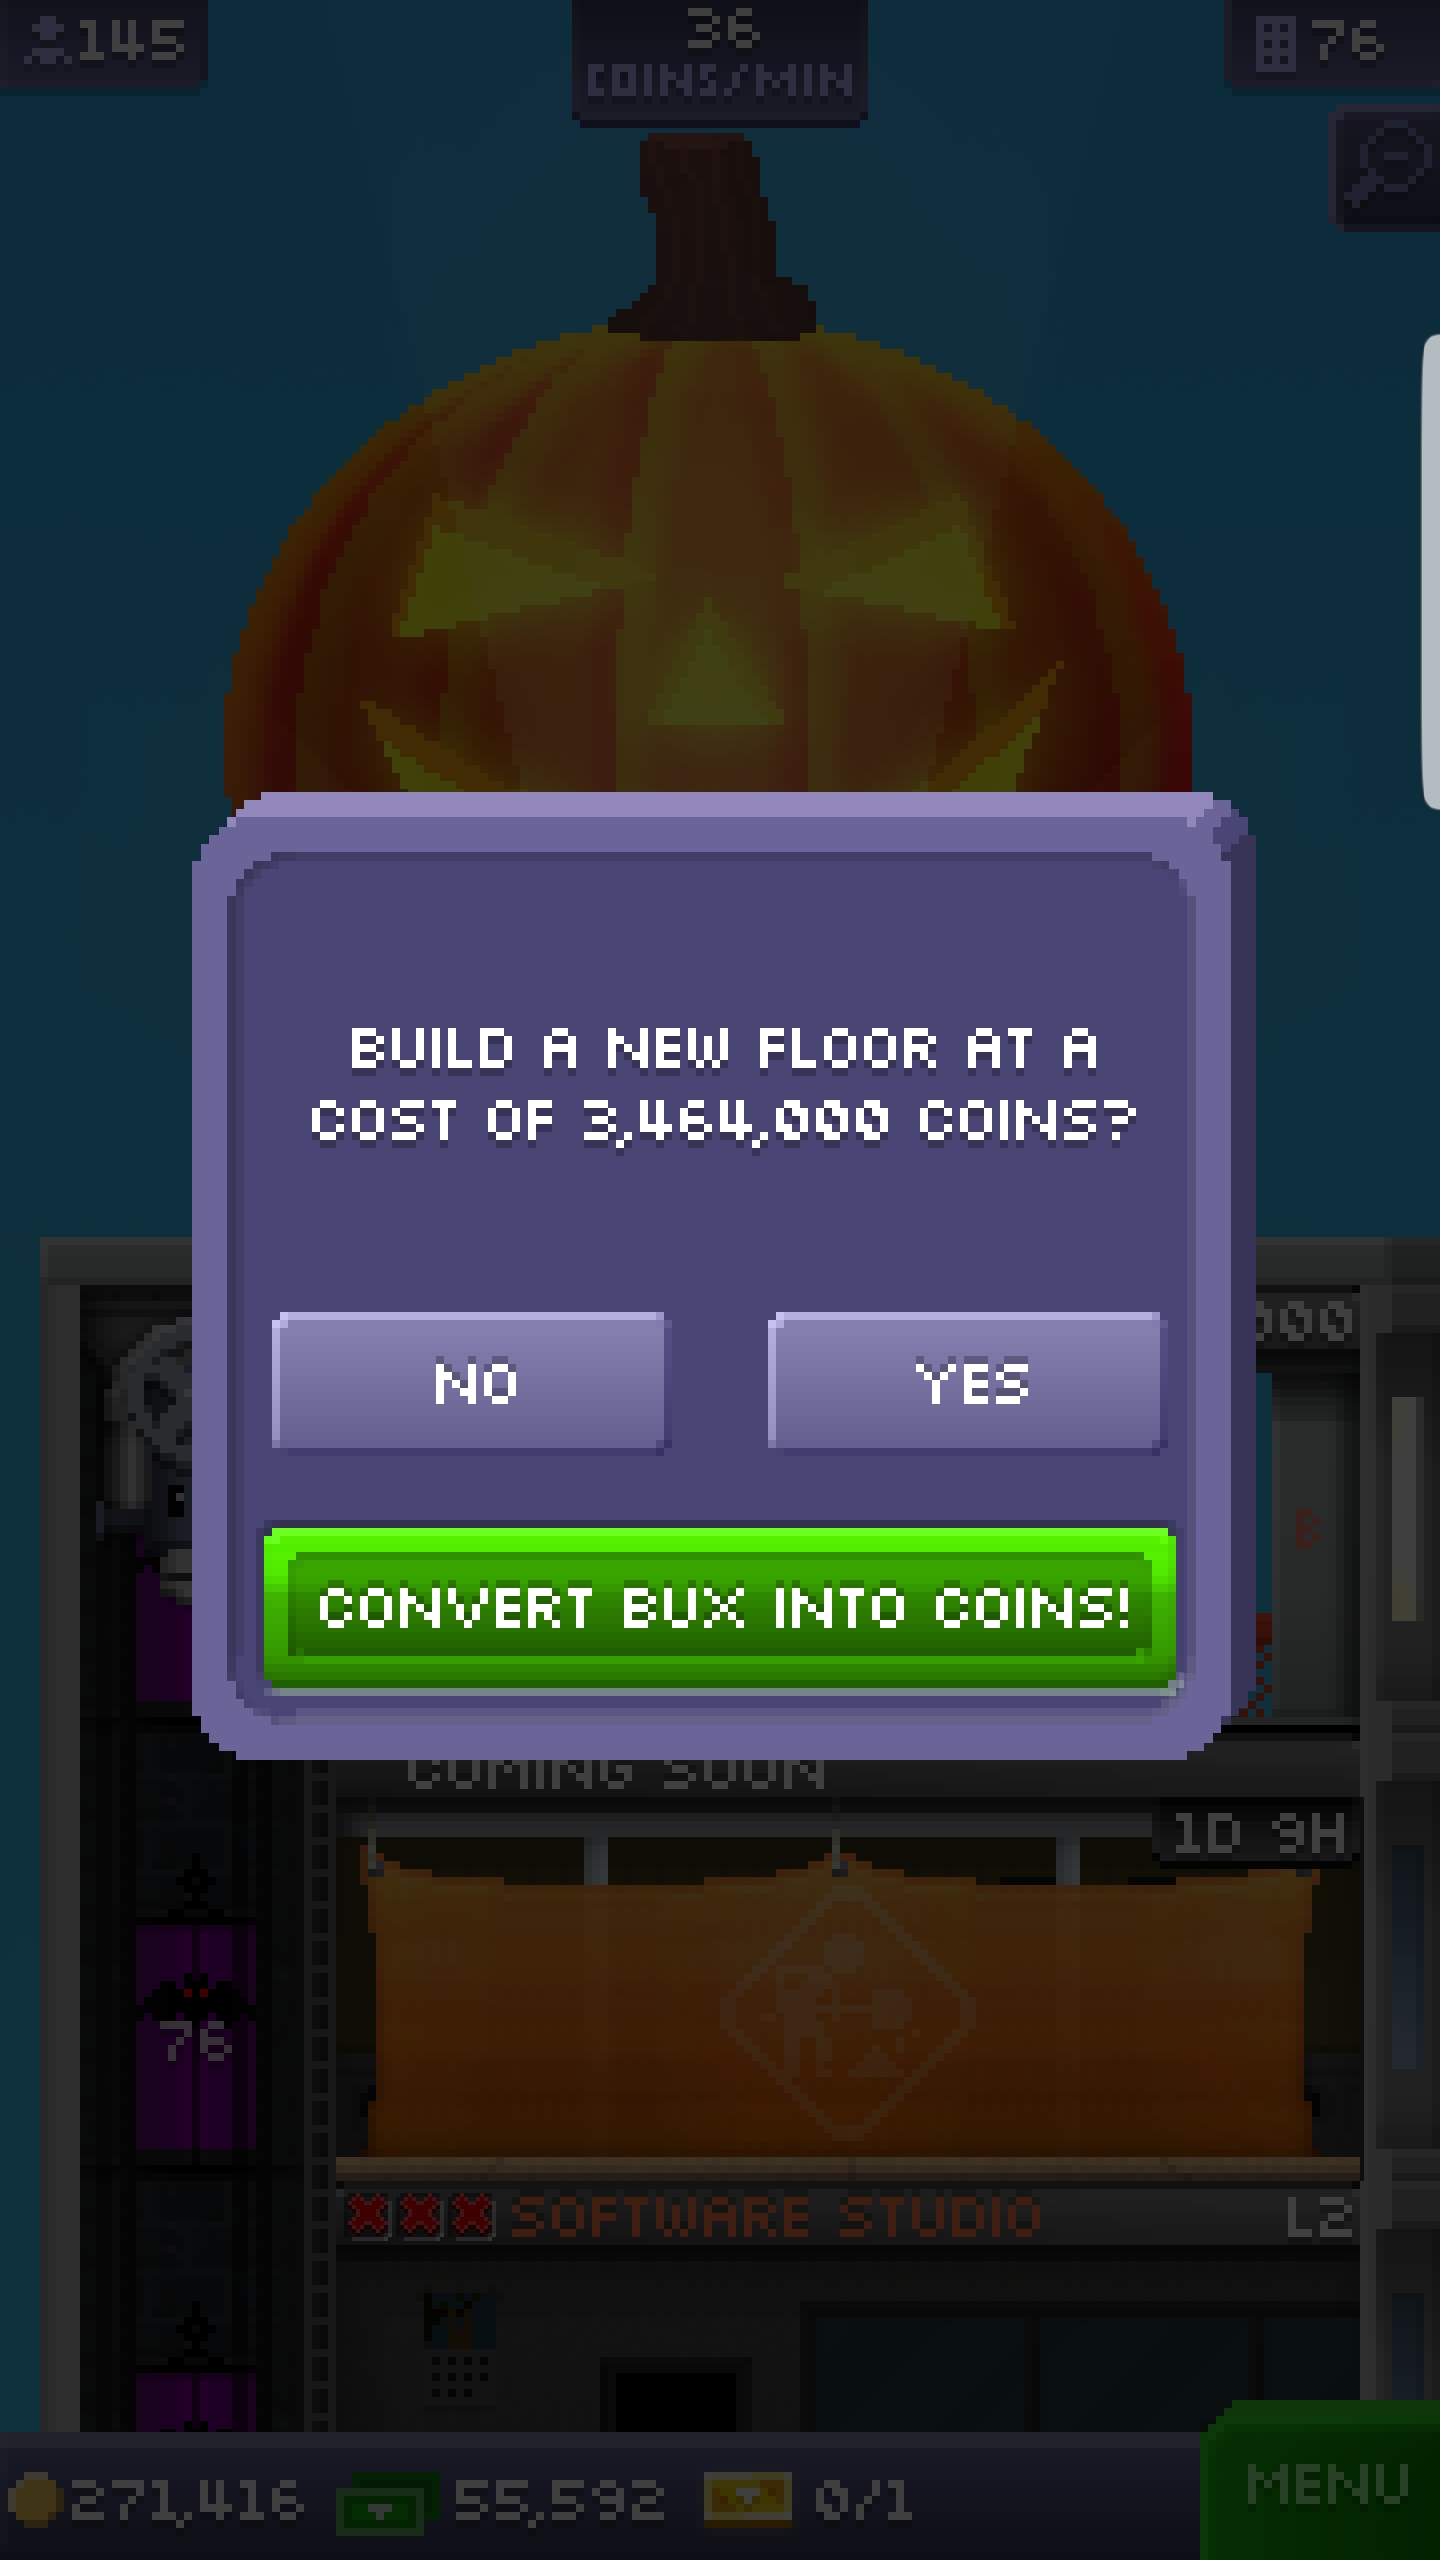 145
36
COINS/MIN
76
BUILD A NEW FLOOR AT A
COST OF 3,464,000 COINS?
000
NO
YES
B
CONVERT BUX INTO COINS!
COMING SOON
1D 9H
76
SOFTWARE STUDIO
L2
271,416
55,592
0/1
MENU